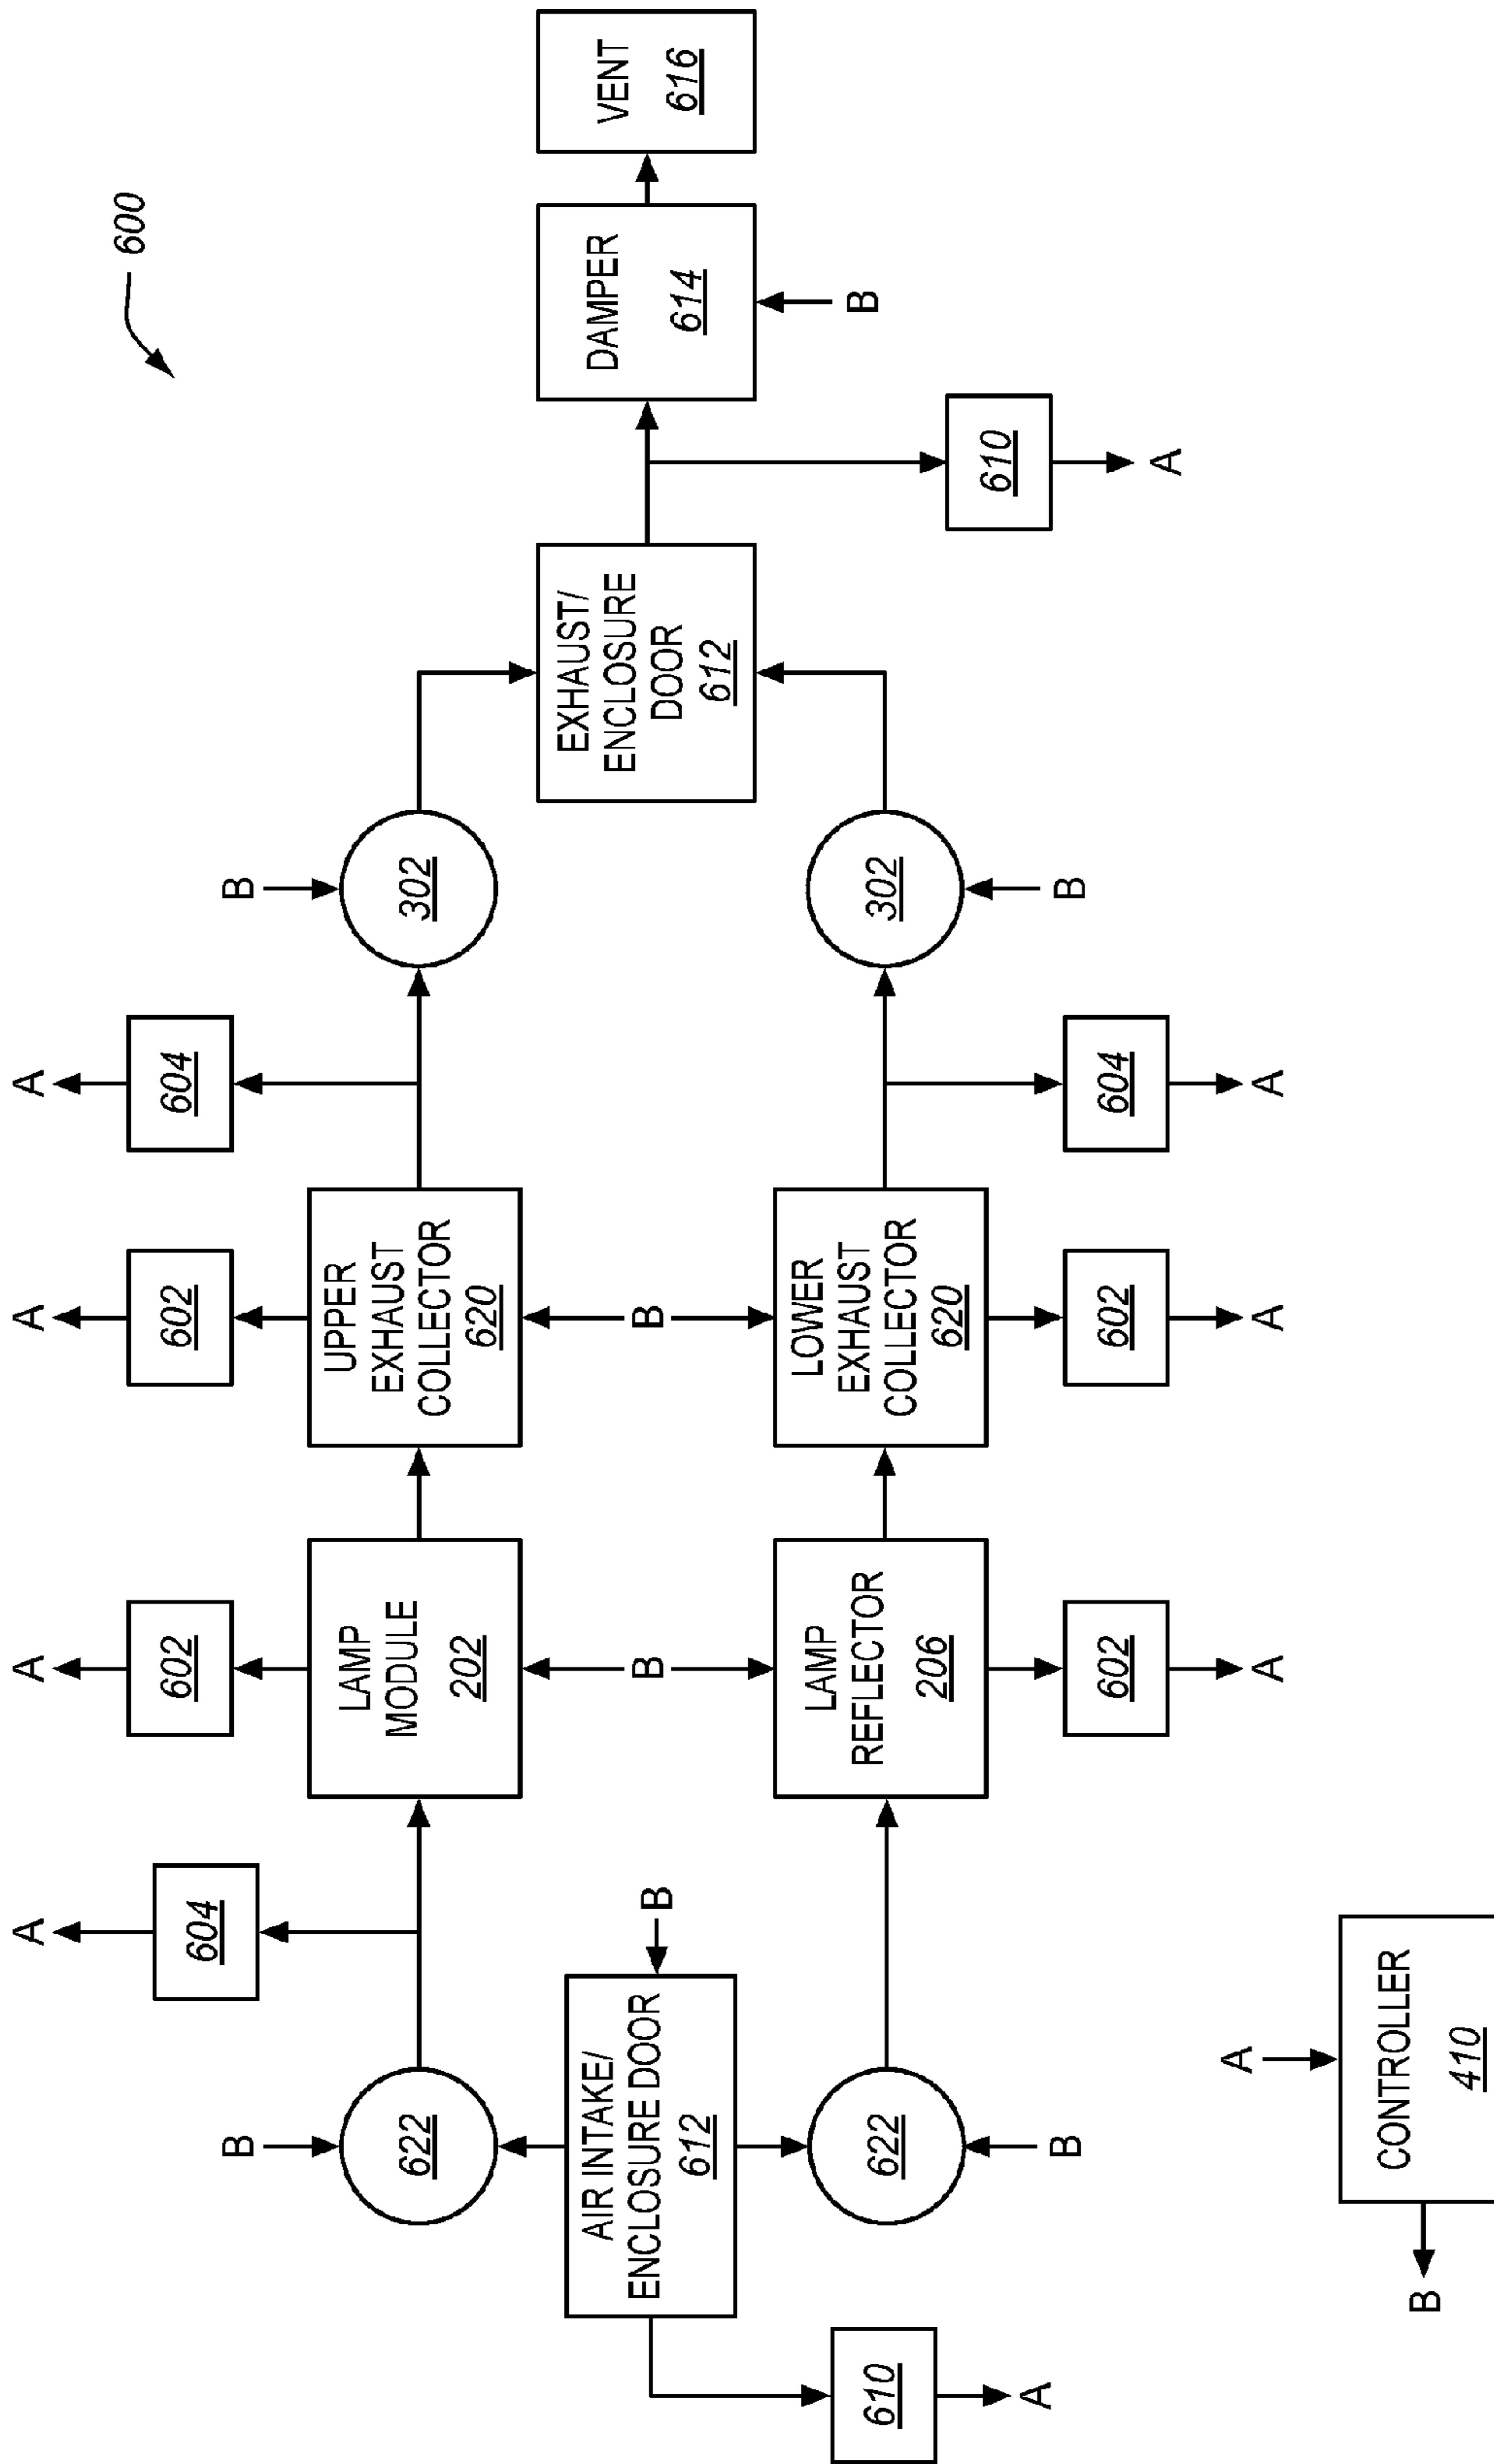 600
A
604
A
602
A
602
A
604
B
622
LAMP
MODULE
202
UPPER
EXHAUST
COLLECTOR
620
B
302
AIR INTAKE/
ENCLOSURE DOOR
612
B
B
B
EXHAUST/
ENCLOSURE
DOOR
612
DAMPER
614
B
VENT
616
610
A
622
B
LAMP
REFLECTOR
206
LOWER
EXHAUST
COLLECTOR
620
302
B
610
A
602
A
602
A
604
A
A
CONTROLLER
410
B